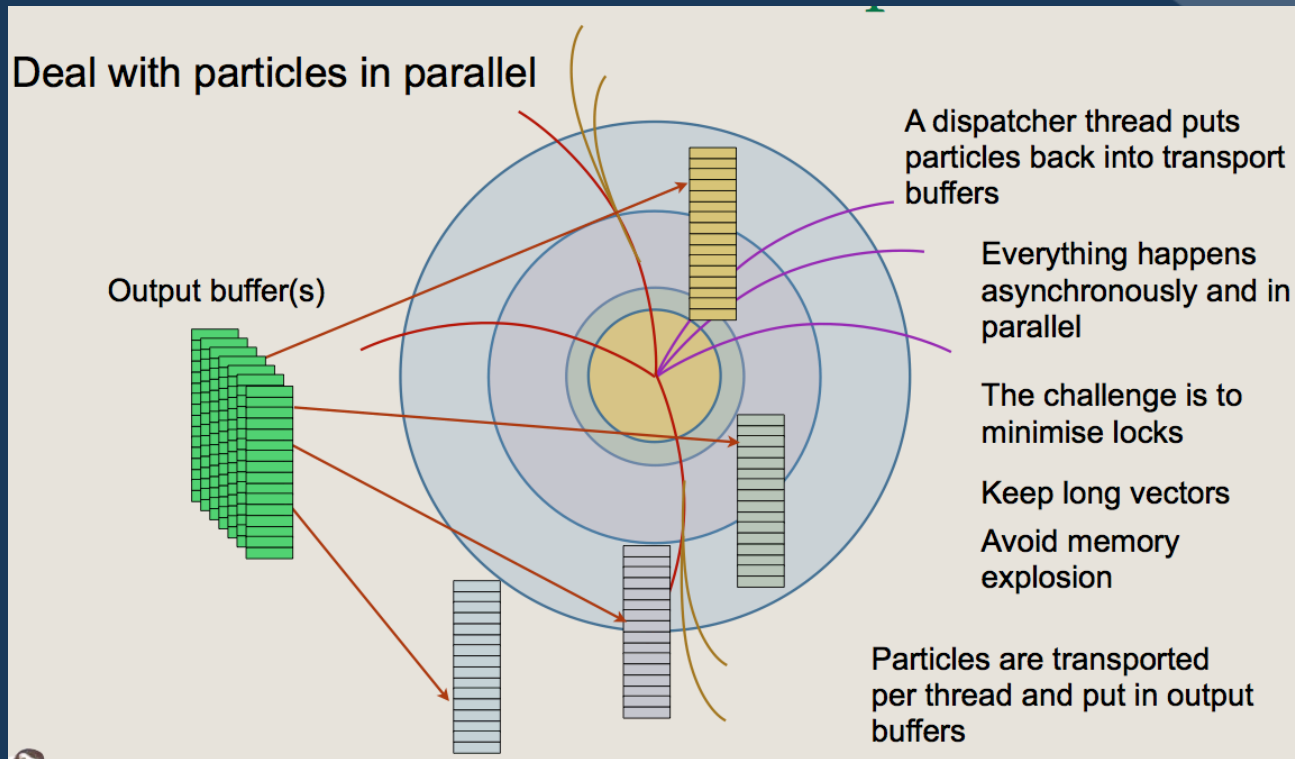 Deal with particles in parallel
A dispatcher thread puts
particles back into transport
buffers
Everything happens
asynchronously and in
parallel
Output buffer(s)
The challenge is to
minimise locks
Keep long vectors
Avoid memory
explosion
Particles are transported
per thread and put in output
buffers